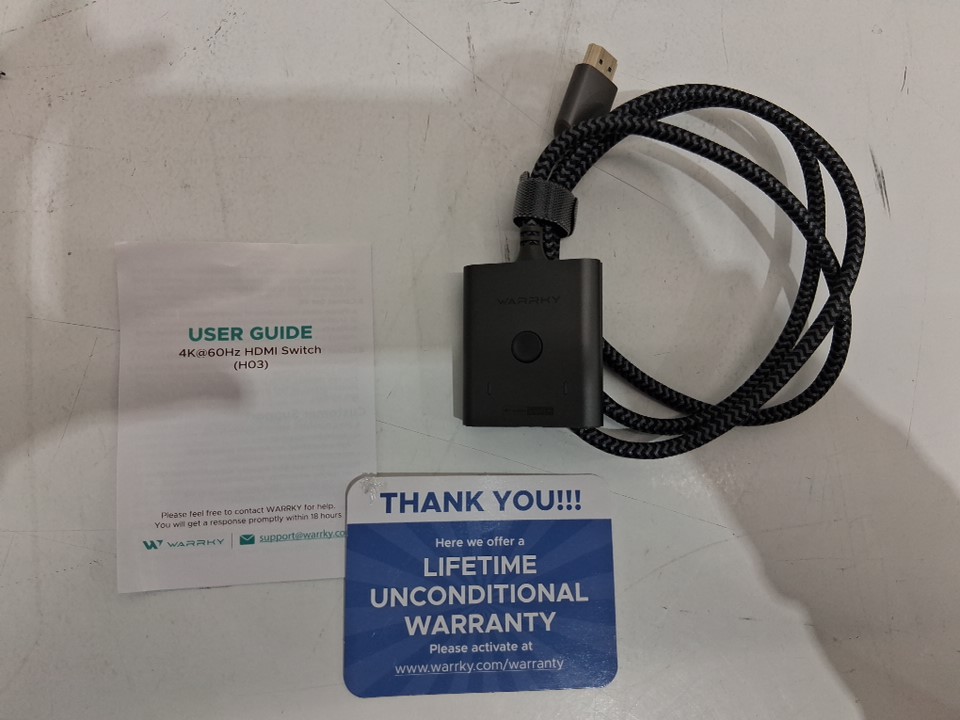 WARRKY
USER GUIDE
4K@60Hz HDMI Switch
(H03)
Please feel free to contact WARRKY for help.
You will get a response promptly within 18 hours
WARRKY
support@warrky.co
THANK YOU!!!
Here we offer a
LIFETIME
UNCONDITIONAL
WARRANTY
Please activate at
www.warrky.com/warranty